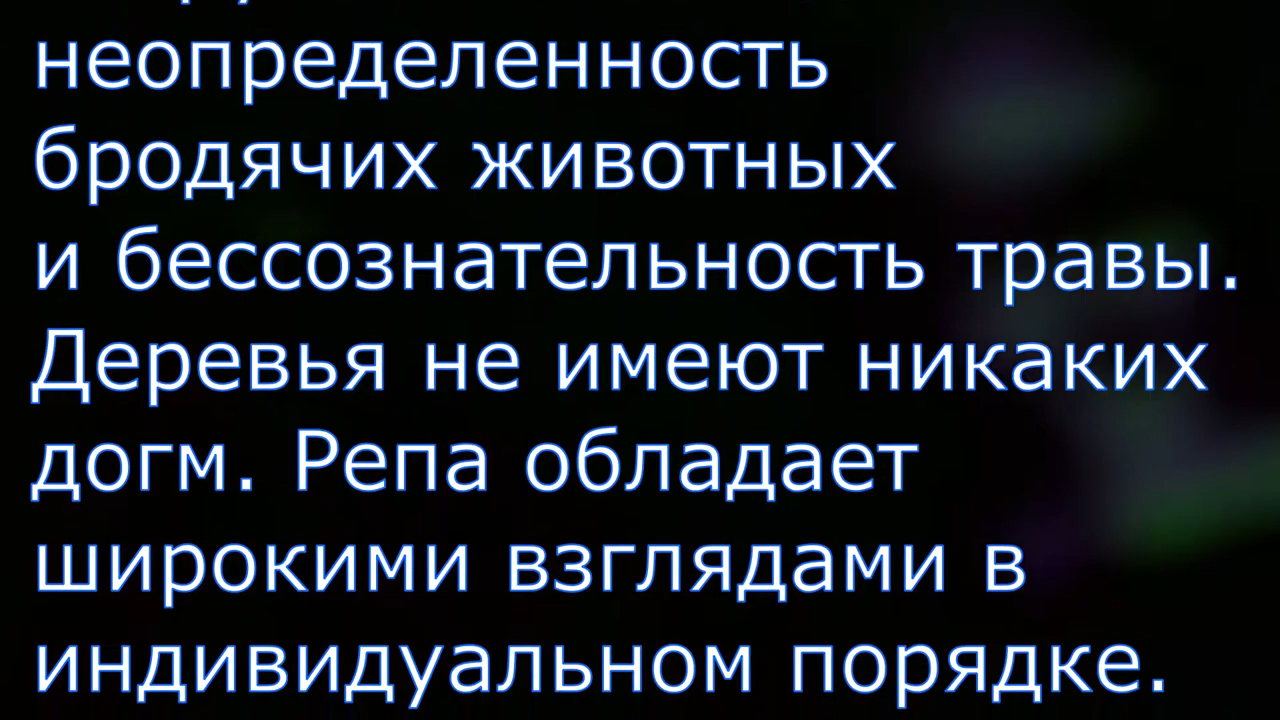 неопределенность
бродячих животных
и бессознательность травы.
Деревья не имеют никаких
догм. Репа обладает
широкими взглядами в
индивидуальном порядке.